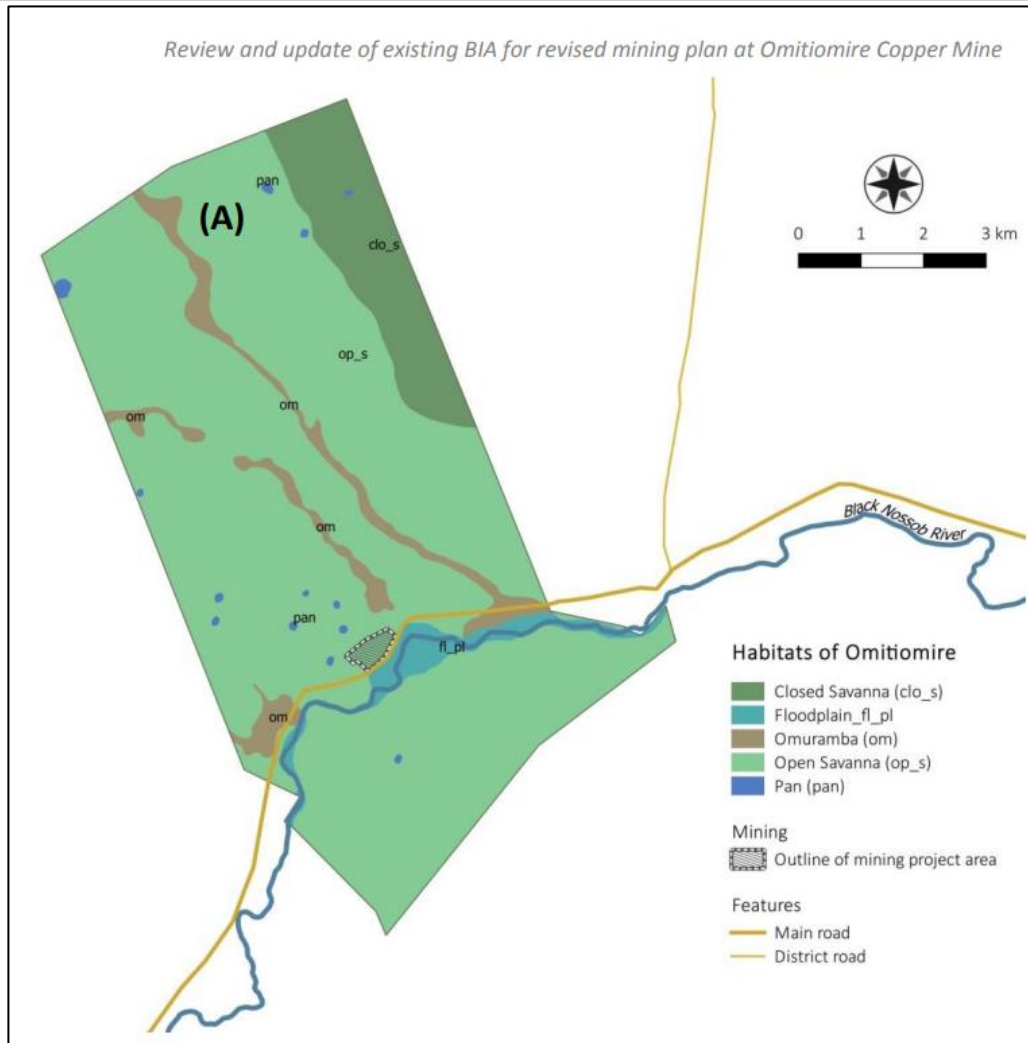 Review and update of existing BIA for revised mining plan at Omitiomire Copper Mine
pan
(A)
clo_s
0 1 2 3 km
op_s
om
om
om
Black Nossob River
pan
fl_pl
om
Habitats of Omitiomire
Closed Savanna (clo_s)
Floodplain_fl_pl
Omuramba (om)
Open Savanna (op_s)
Pan (pan)
Mining
Outline of mining project area
Features
Main road
District road